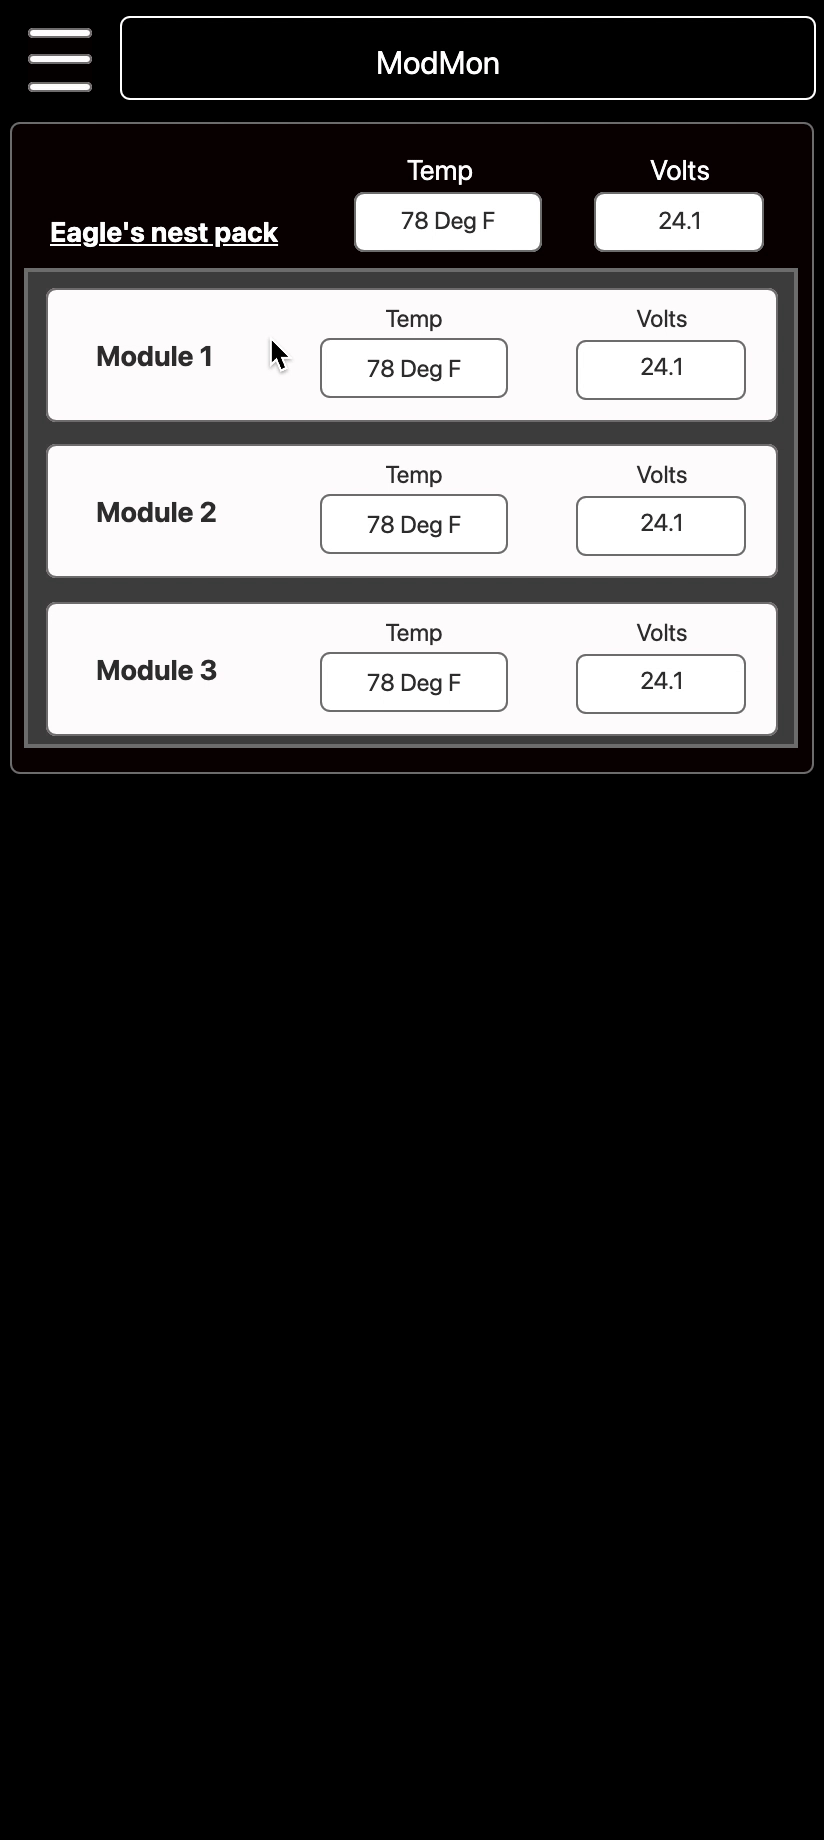 ModMon
Temp Volts
Eagle's nest pack 78 Deg F 24.1
Temp Volts
Module 1 78 Deg F 24.1
Temp Volts
Module 2 78 Deg F 24.1
Temp Volts
Module 3 78 Deg F 24.1